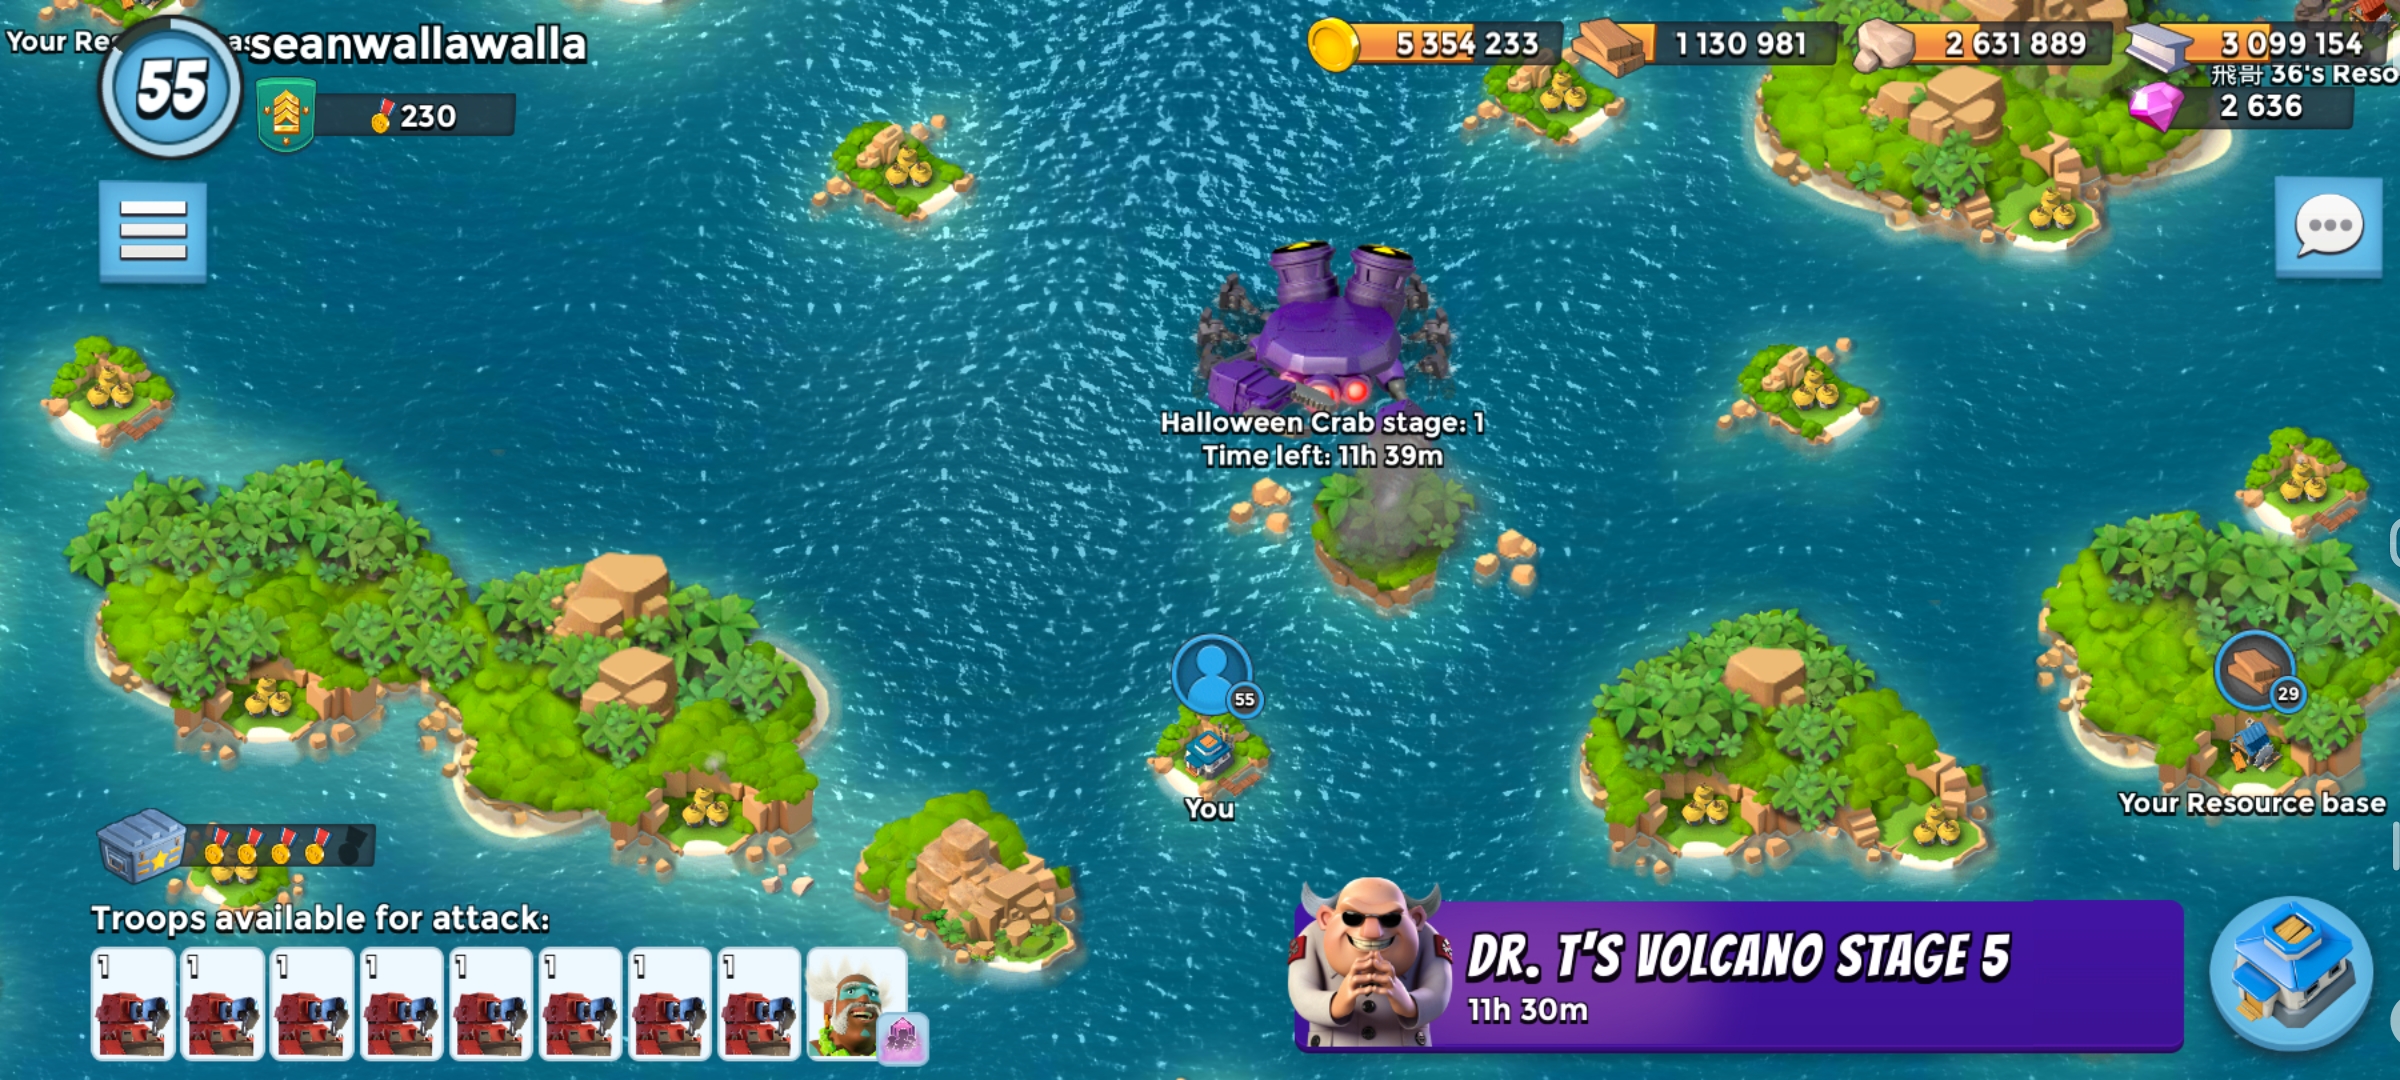 seanwallawalla
55
230
5 354 233
1 130 981
2 631 889
3 099 154
飛哥 36's Reso
2 636
Halloween Crab stage: 1
Time left: 11h 39m
55
You
29
Your Resource base
Troops available for attack:
1 1 1 1 1 1 1 1
DR. T'S VOLCANO STAGE 5
11h 30m